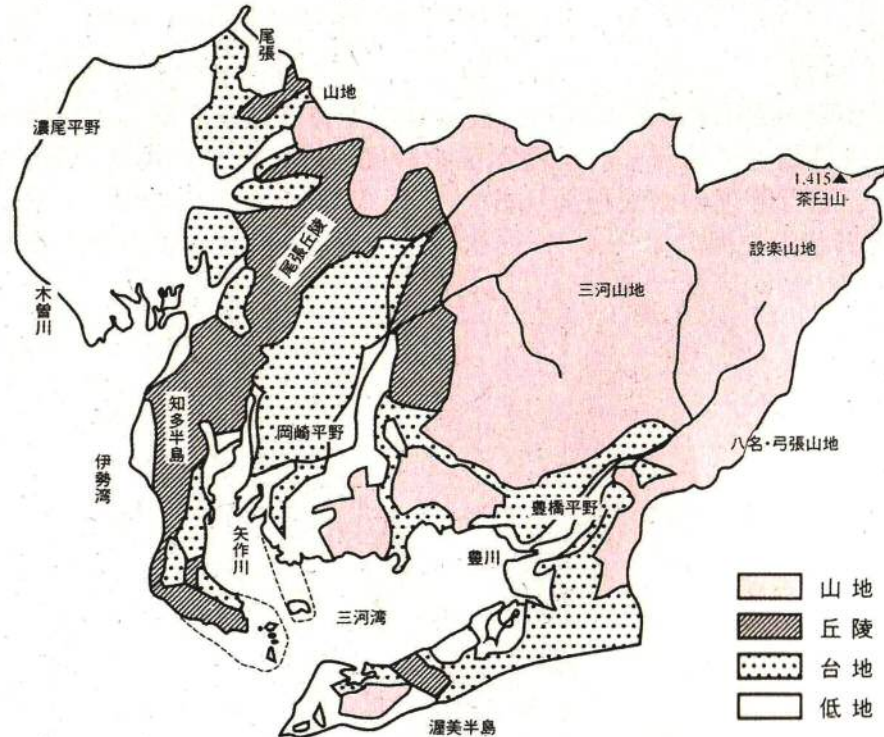 尾張
山地
濃尾平野
1,415▲
茶臼山
設楽山地
尾張丘陵
三河山地
木曽川
知多半島
岡崎平野
八名・弓張山地
伊勢湾
豊橋平野
矢作川
豊川
三河湾
渥美半島
山地
丘陵
台地
低地